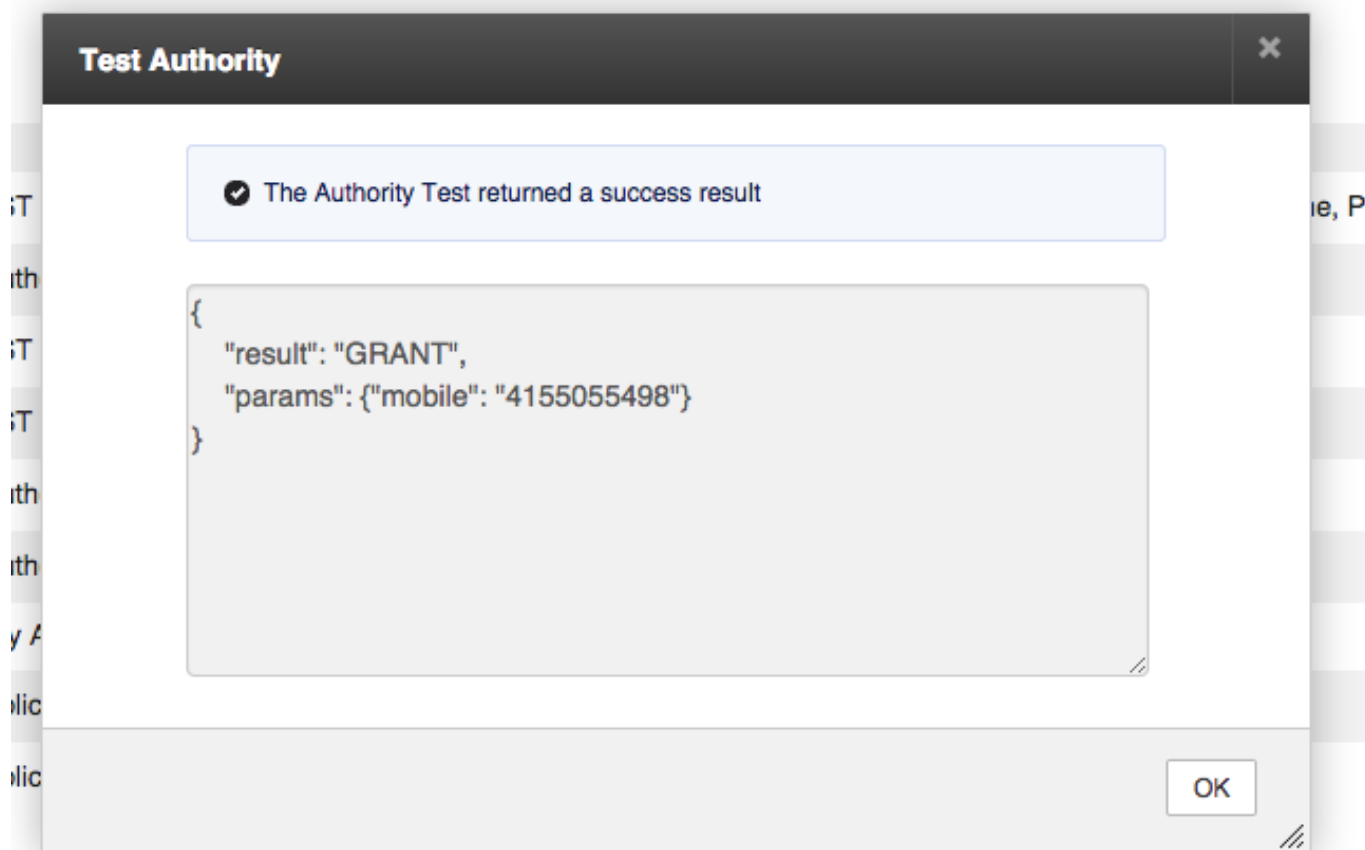 Test Authority
The Authority Test returned a success result
{
"result": "GRANT",
"params": {"mobile": "4155055498"}
}
OK